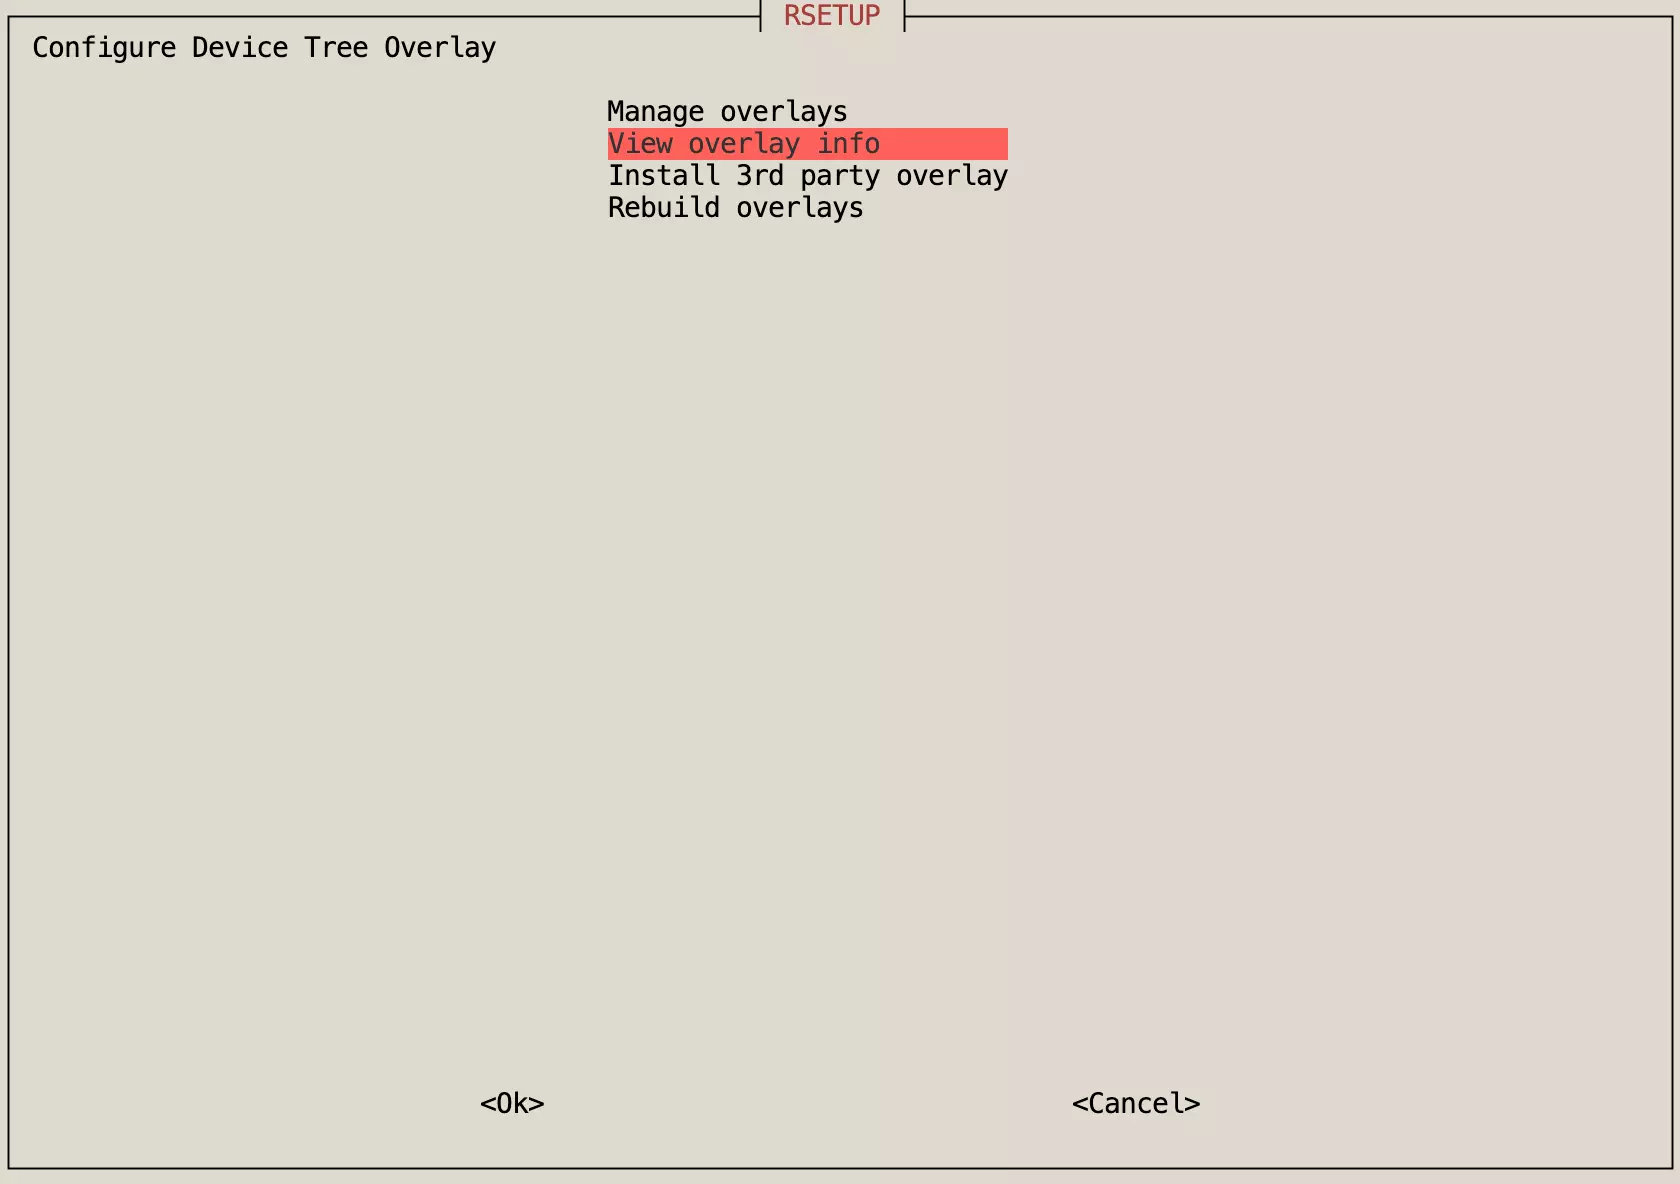 RSETUP
Configure Device Tree Overlay
Manage overlays
View overlay info
Install 3rd party overlay
Rebuild overlays
<Ok> <Cancel>